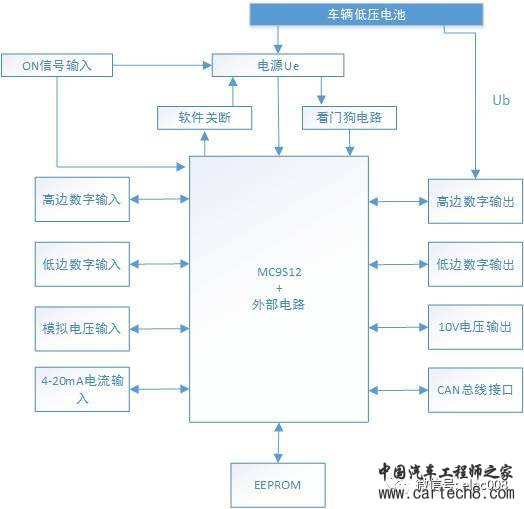 车辆低压电池
ON信号输入
电源Ue
软件关断
看门狗电路
Ub
高边数字输入
高边数字输出
低边数字输入
MC9S12
+
外部电路
低边数字输出
模拟电压输入
10V电压输出
4-20mA电流输
入
CAN总线接口
EEPROM
中国汽车工程师之家
微信号: elec008
www.cartech8.com